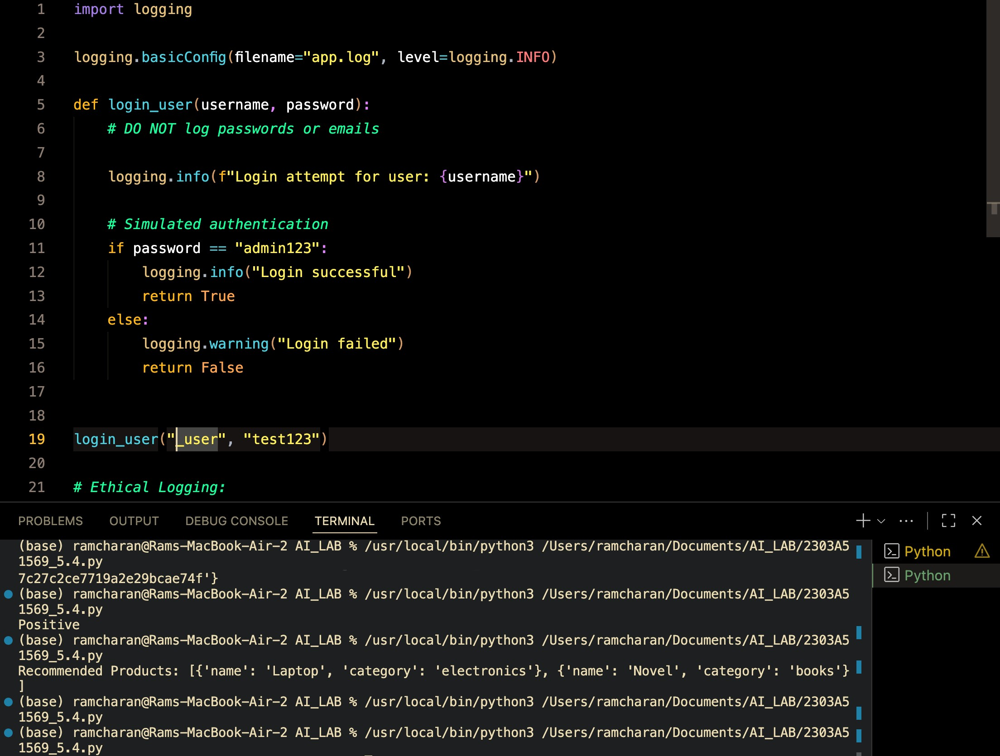 1 import logging
2
3 logging.basicConfig(filename="app.log", level=logging.INFO)
4
5 def login_user(username, password):
6     # DO NOT log passwords or emails
7
8     logging.info(f"Login attempt for user: {username}")
9
10     # Simulated authentication
11     if password == "admin123":
12         logging.info("Login successful")
13         return True
14     else:
15         logging.warning("Login failed")
16         return False
17
18
19 login_user("_user", "test123")
20
21 # Ethical Logging:
PROBLEMS OUTPUT DEBUG CONSOLE TERMINAL PORTS
(base) ramcharan@Rams-MacBook-Air-2 AI_LAB % /usr/local/bin/python3 /Users/ramcharan/Documents/AI_LAB/2303A5
1569_5.4.py
7c27c2ce7719a2e29bcae74f'}
(base) ramcharan@Rams-MacBook-Air-2 AI_LAB % /usr/local/bin/python3 /Users/ramcharan/Documents/AI_LAB/2303A5
1569_5.4.py
Positive
(base) ramcharan@Rams-MacBook-Air-2 AI_LAB % /usr/local/bin/python3 /Users/ramcharan/Documents/AI_LAB/2303A5
1569_5.4.py
Recommended Products: [{'name': 'Laptop', 'category': 'electronics'}, {'name': 'Novel', 'category': 'books'}
]
(base) ramcharan@Rams-MacBook-Air-2 AI_LAB % /usr/local/bin/python3 /Users/ramcharan/Documents/AI_LAB/2303A5
1569_5.4.py
(base) ramcharan@Rams-MacBook-Air-2 AI_LAB % /usr/local/bin/python3 /Users/ramcharan/Documents/AI_LAB/2303A5
1569_5.4.py
Python
Python